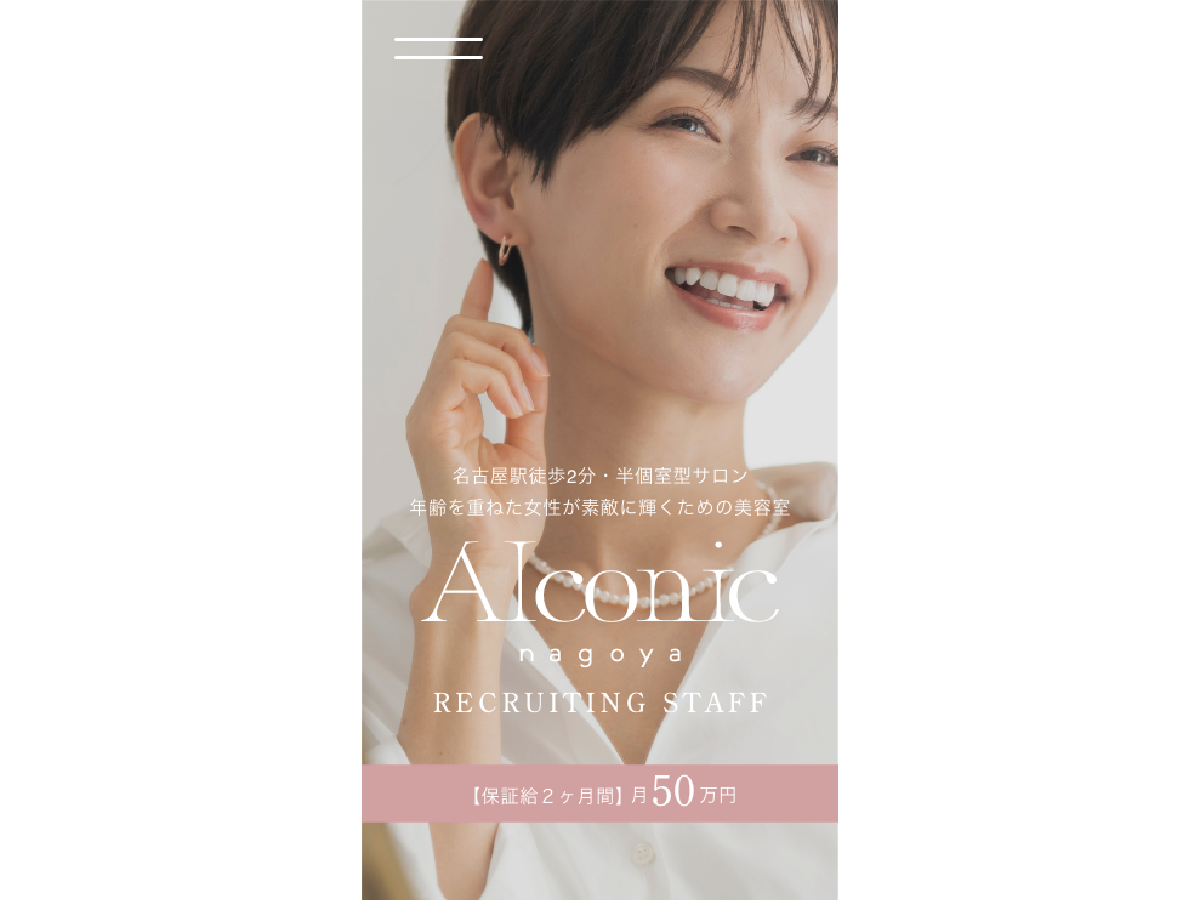 名古屋駅徒歩2分・半個室型サロン
年齢を重ねた女性が素敵に輝くための美容室
AIconic
nagoya
RECRUITING STAFF
【保証給２ヶ月間】月50万円